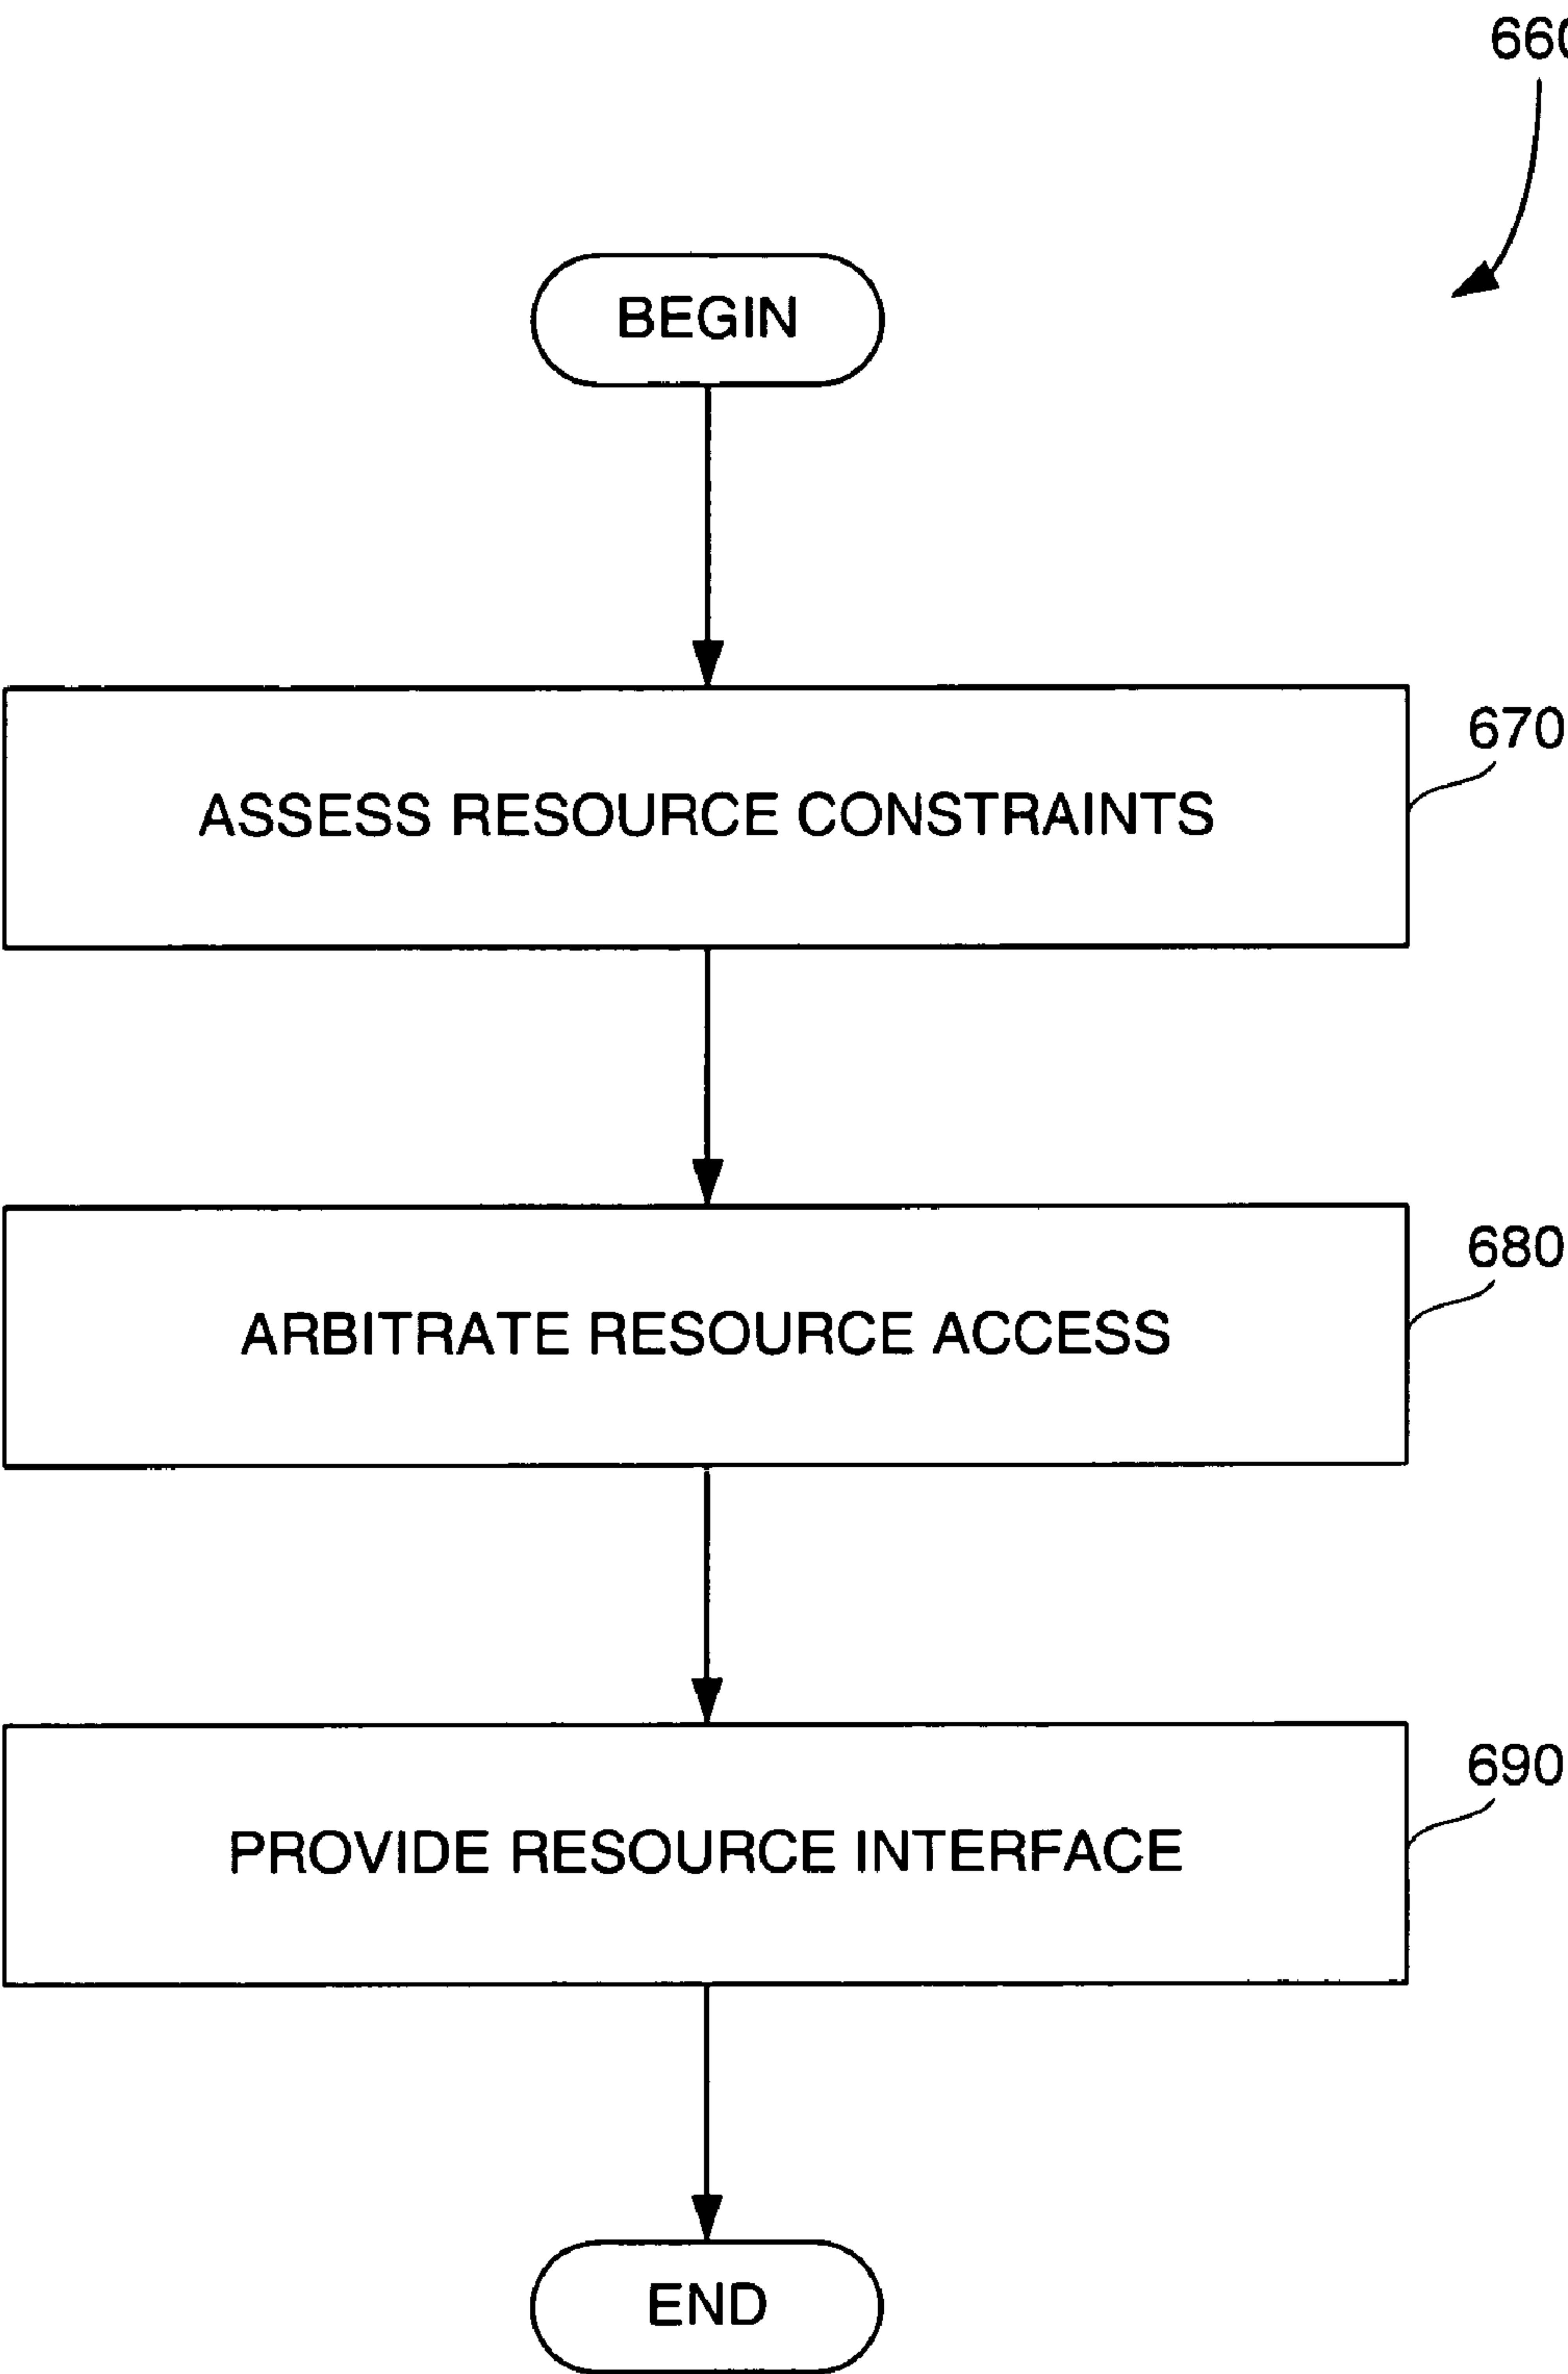 660
BEGIN
670
ASSESS RESOURCE CONSTRAINTS
680
ARBITRATE RESOURCE ACCESS
690
PROVIDE RESOURCE INTERFACE
END